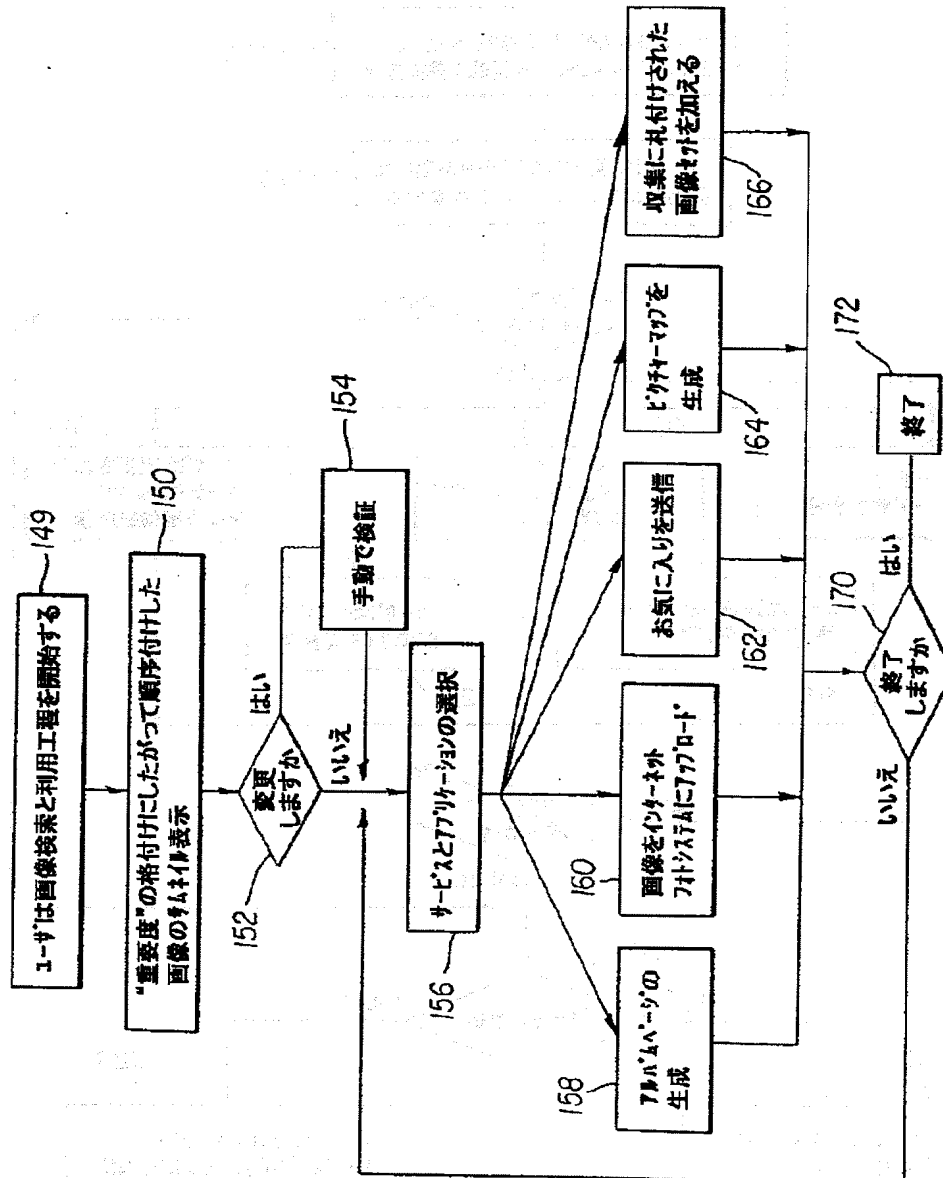 ユーザは画像検索と利用工程を開始する
149
“重要度”の格付けにしたがって順序付けした
画像のサムネイル表示
150
変更
しますか
152
はい
いいえ
手動で検証
154
サービスとアプリケーションの選択
156
アルバムページの
生成
158
画像をインターネット
フォトシステムにアップロード
160
お気に入りを送信
162
ピクチャーマップを
生成
164
収集に札付けされた
画像セットを加える
166
終了
しますか
170
いいえ
はい
終了
172